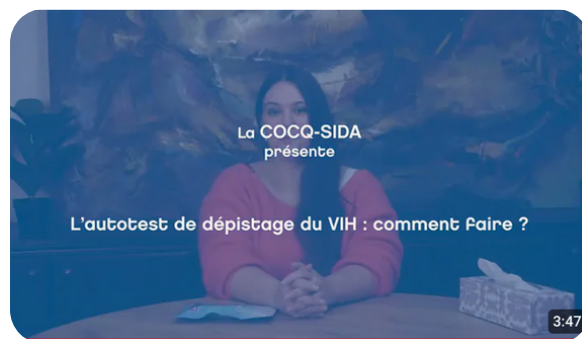 La COCQ-SIDA
présente
L'autotest de dépistage du VIH : comment faire ?
3:47